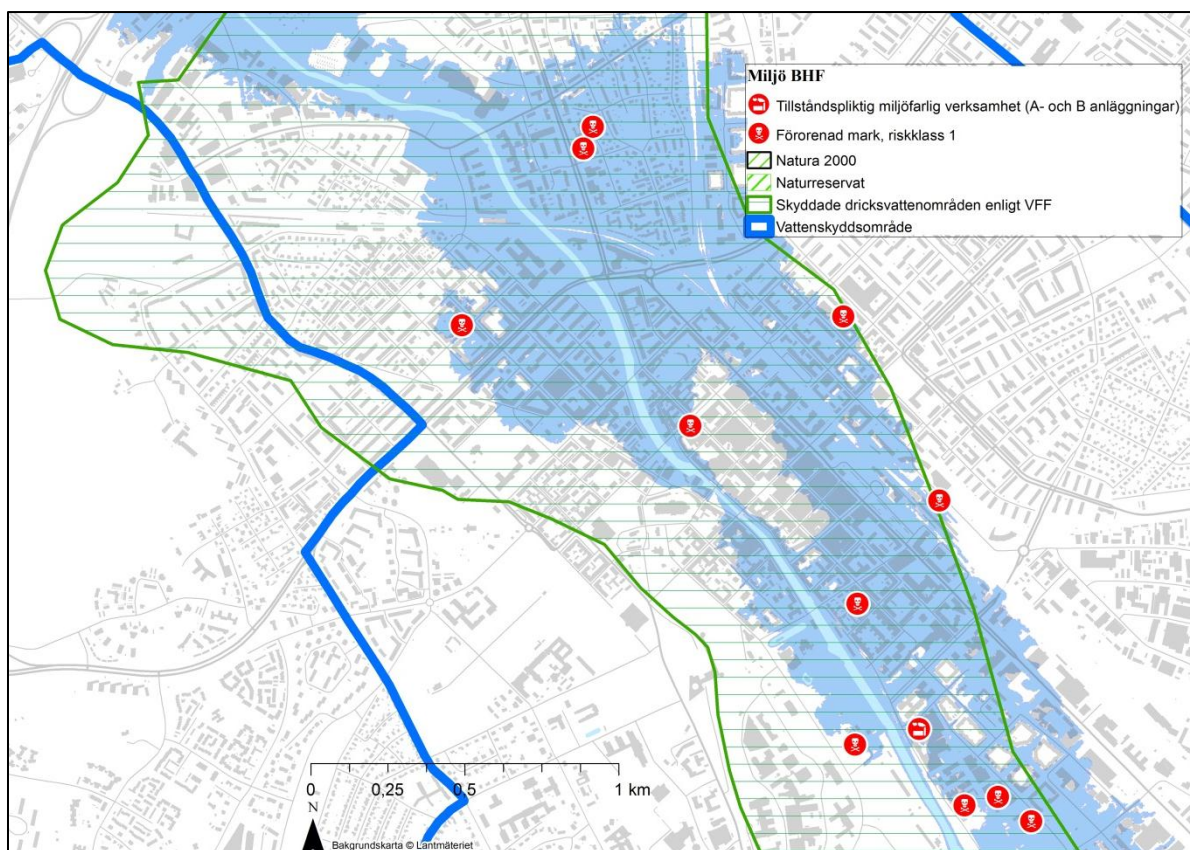 Miljö BHF
Tillståndspliktig miljöfarlig verksamhet (A- och B anläggningar)
Förorenad mark, riskklass 1
Natura 2000
Naturreservat
Skyddade dricksvattenområden enligt VFF
Vattenskyddsområde
0 0,25 0,5 1 km
N
Bakgrundskarta © Lantmäteriet